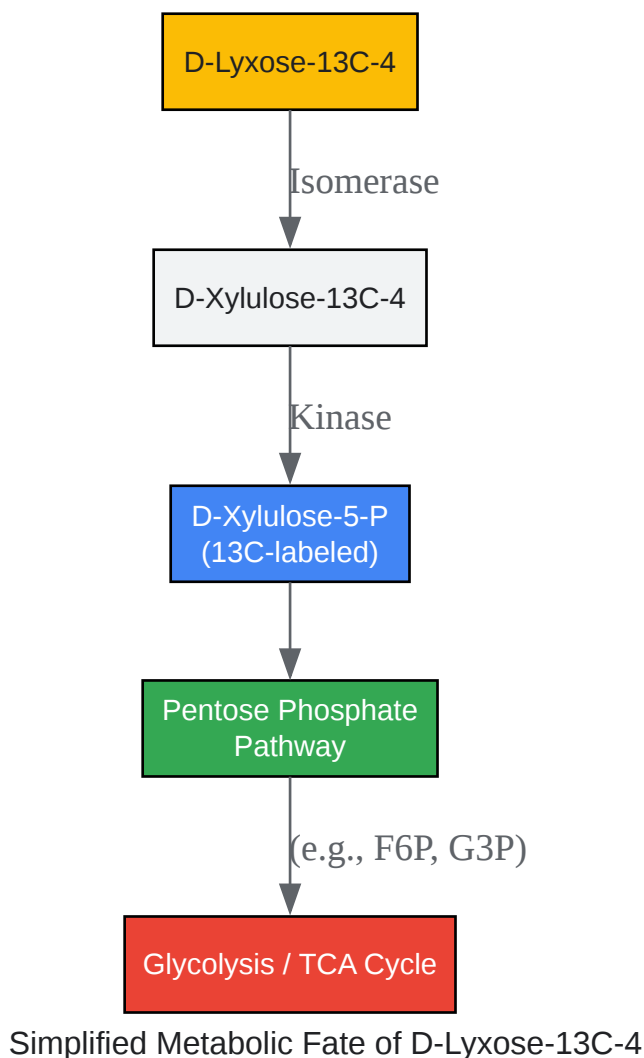 D-Lyxose-13C-4
Isomerase
D-Xylulose-13C-4
Kinase
D-Xylulose-5-P
(13C-labeled)
Pentose Phosphate
Pathway
(e.g., F6P, G3P)
Glycolysis / TCA Cycle
Simplified Metabolic Fate of D-Lyxose-13C-4